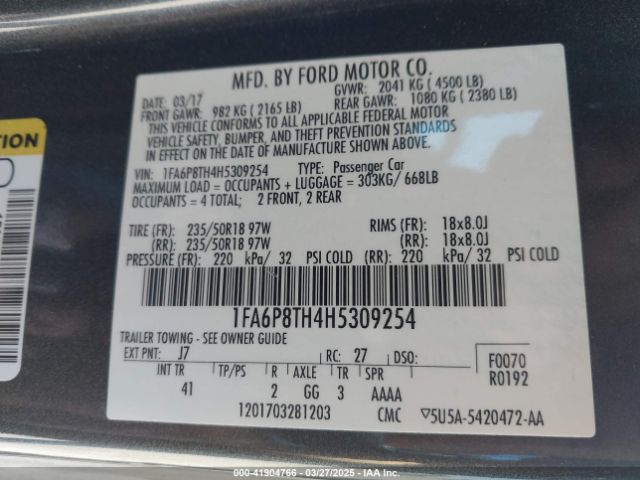 MFD. BY FORD MOTOR CO.
DATE: 03/17 GVWR: 2041 KG ( 4500 LB)
FRONT GAWR: 982 KG ( 2165 LB) REAR GAWR: 1080 KG ( 2380 LB)
THIS VEHICLE CONFORMS TO ALL APPLICABLE FEDERAL MOTOR
VEHICLE SAFETY, BUMPER, AND THEFT PREVENTION STANDARDS
IN EFFECT ON THE DATE OF MANUFACTURE SHOWN ABOVE.
VIN: 1FA6P8TH4H5309254 TYPE: Passenger Car
MAXIMUM LOAD = OCCUPANTS + LUGGAGE = 303KG/ 668LB
OCCUPANTS = 4 TOTAL; 2 FRONT, 2 REAR
TIRE (FR): 235/50R18 97W RIMS (FR): 18x8.0J
(RR): 235/50R18 97W (RR): 18x8.0J
PRESSURE (FR): 220 kPa/ 32 PSI COLD (RR): 220 kPa/ 32 PSI COLD
1FA6P8TH4H5309254
TRAILER TOWING - SEE OWNER GUIDE
EXT PNT: J7 RC: 27 DSO: F0070
INT TR TP/PS R AXLE TR SPR R0192
41 2 GG 3 AAAA
1201703281203 CMC 5U5A-5420472-AA
TION
00-41904766 — 03/27/2025 — IAA Inc.